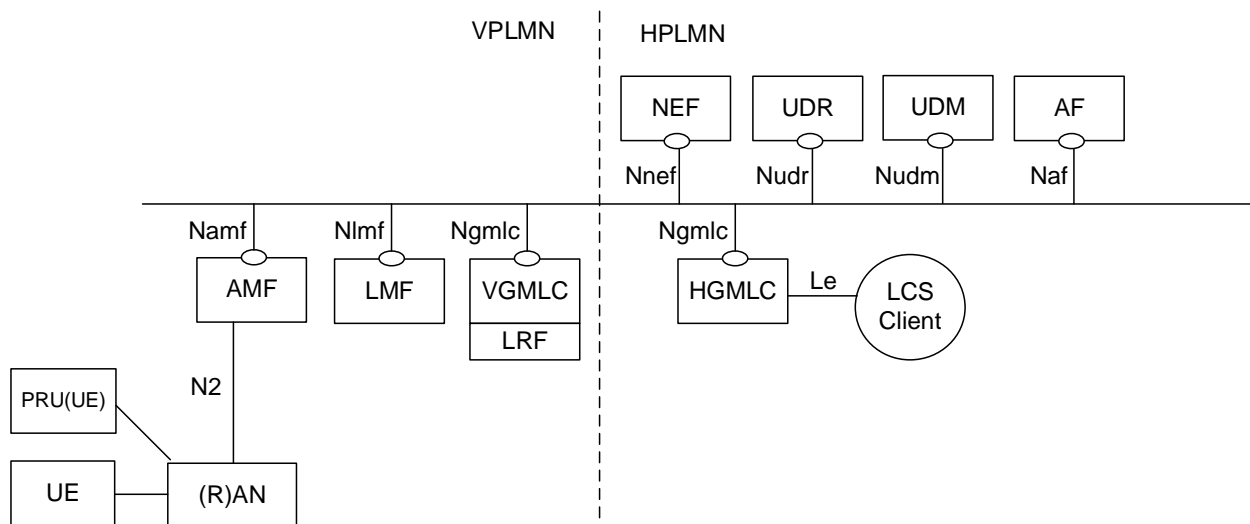 VPLMN
HPLMN
NEF
UDR
UDM
AF
Nnef
Nudr
Nudm
Naf
Namf
Nlmf
Ngmlc
Ngmlc
AMF
LMF
VGMLC
HGMLC
Le
LCS
Client
LRF
N2
PRU(UE)
UE
(R)AN